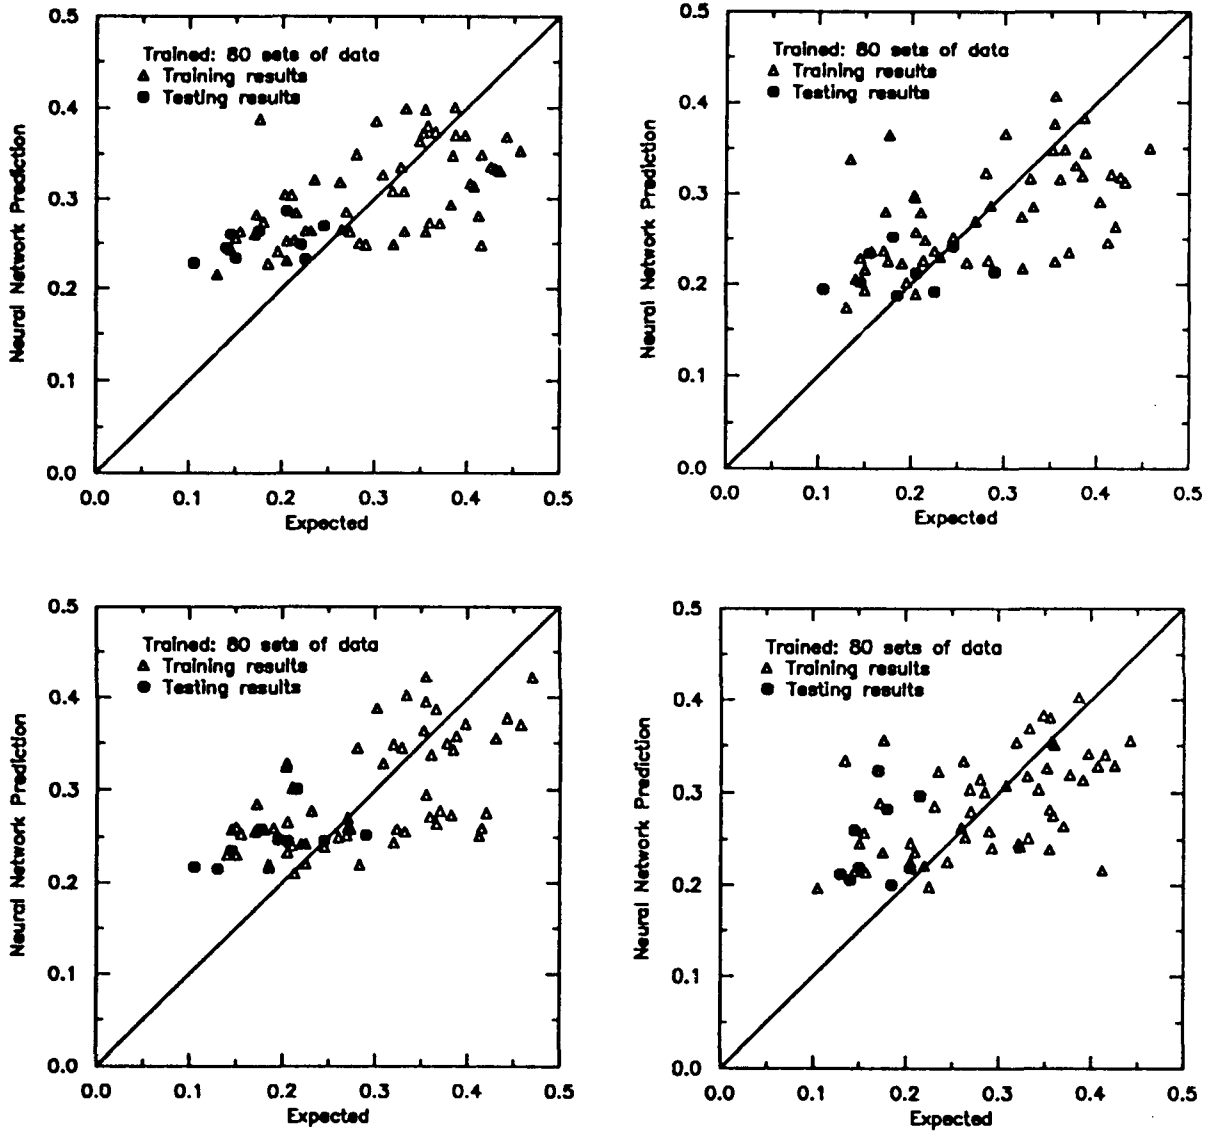 0.5
Trained: 80 sets of data
Training results
Testing results
0.4
0.3
0.2
0.1
0.0
Neural Network Prediction
0.0 0.1 0.2 0.3 0.4 0.5
Expected
0.5
Trained: 80 sets of data
Training results
Testing results
0.4
0.3
0.2
0.1
0.0
Neural Network Prediction
0.0 0.1 0.2 0.3 0.4 0.5
Expected
0.5
Trained: 80 sets of data
Training results
Testing results
0.4
0.3
0.2
0.1
0.0
Neural Network Prediction
0.0 0.1 0.2 0.3 0.4 0.5
Expected
0.5
Trained: 80 sets of data
Training results
Testing results
0.4
0.3
0.2
0.1
0.0
Neural Network Prediction
0.0 0.1 0.2 0.3 0.4 0.5
Expected